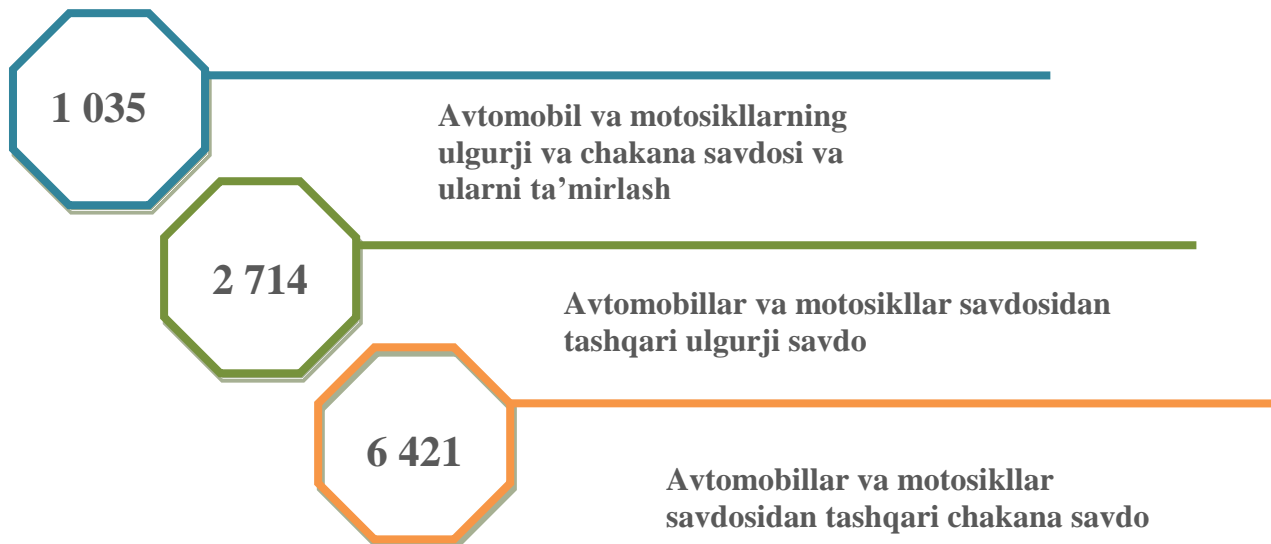 1 035
Avtomobil va motosikllarning
ulgurji va chakana savdosi va
ularni ta’mirlash
2 714
Avtomobillar va motosikllar savdosidan
tashqari ulgurji savdo
6 421
Avtomobillar va motosikllar
savdosidan tashqari chakana savdo